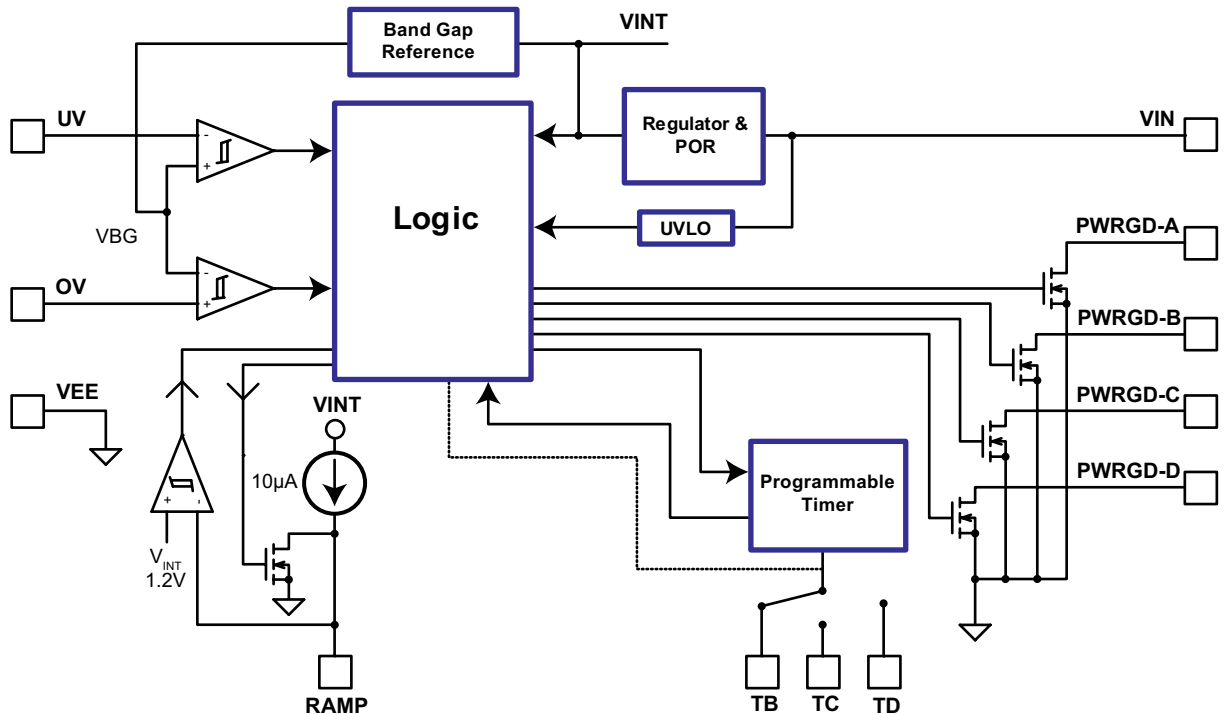 Band Gap
Reference
VINT
UV
-
+
Regulator &
POR
VIN
Logic
UVLO
VBG
PWRGD-A
OV
-
+
PWRGD-B
VEE
VINT
PWRGD-C
10µA
Programmable
Timer
PWRGD-D
+ -
VINT
1.2V
RAMP
TB TC TD